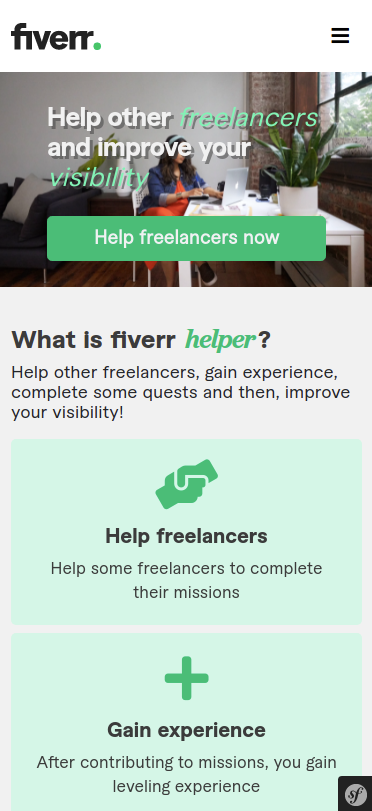 fiverr.
Help other freelancers
and improve your
visibility
Help freelancers now
What is fiverr helper?
Help other freelancers, gain experience,
complete some quests and then, improve
your visibility!
Help freelancers
Help some freelancers to complete
their missions
Gain experience
After contributing to missions, you gain
leveling experience
sf